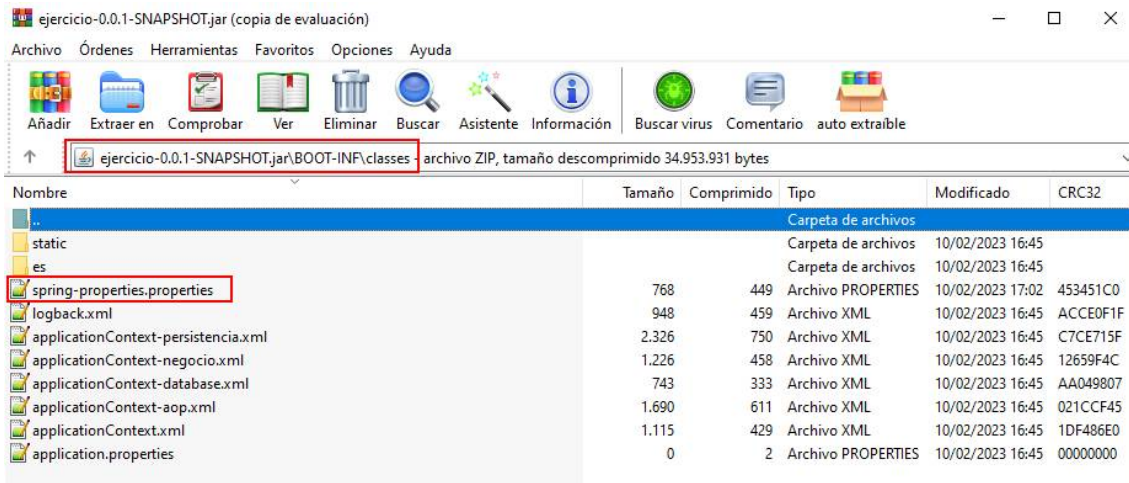 ejercicio-0.0.1-SNAPSHOT.jar (copia de evaluación)
Archivo Órdenes Herramientas Favoritos Opciones Ayuda
Añadir Extraer en Comprobar Ver Eliminar Buscar Asistente Información Buscar virus Comentario auto extraíble
ejercicio-0.0.1-SNAPSHOT.jar\BOOT-INF\classes - archivo ZIP, tamaño descomprimido 34.953.931 bytes
Nombre Tamaño Comprimido Tipo Modificado CRC32
.. Carpeta de archivos
static Carpeta de archivos 10/02/2023 16:45
es Carpeta de archivos 10/02/2023 16:45
spring-properties.properties 768 449 Archivo PROPERTIES 10/02/2023 17:02 453451C0
logback.xml 948 459 Archivo XML 10/02/2023 16:45 ACCE0F1F
applicationContext-persistencia.xml 2.326 750 Archivo XML 10/02/2023 16:45 C7CE715F
applicationContext-negocio.xml 1.226 458 Archivo XML 10/02/2023 16:45 12659F4C
applicationContext-database.xml 743 333 Archivo XML 10/02/2023 16:45 AA049807
applicationContext-aop.xml 1.690 611 Archivo XML 10/02/2023 16:45 021CCF45
applicationContext.xml 1.115 429 Archivo XML 10/02/2023 16:45 1DF486E0
application.properties 0 2 Archivo PROPERTIES 10/02/2023 16:45 00000000